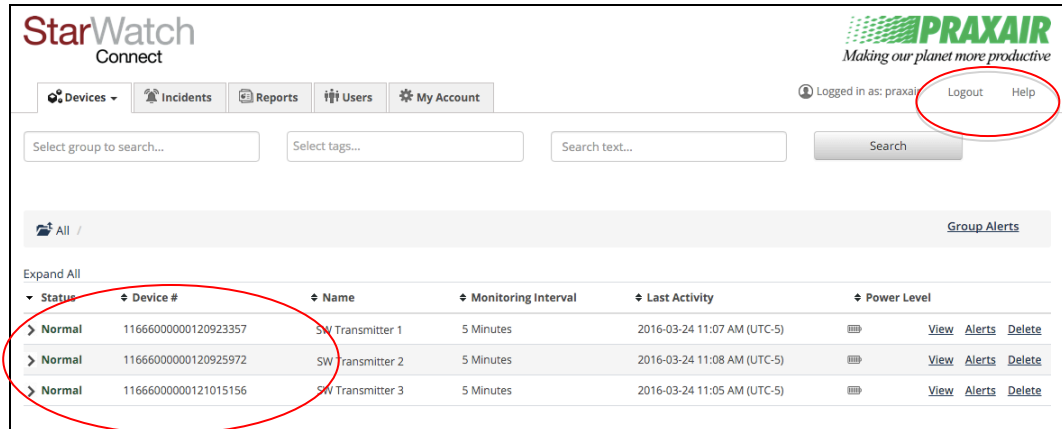 StarWatch
Connect
PRAXAIR
Making our planet more productive
Devices
Incidents
Reports
Users
My Account
Logged in as: praxair
Logout
Help
Select group to search...
Select tags...
Search text...
Search
All /
Group Alerts
Expand All
Status Device # Name Monitoring Interval Last Activity Power Level
Normal 11666000000120923357 SW Transmitter 1 5 Minutes 2016-03-24 11:07 AM (UTC-5) View Alerts Delete
Normal 11666000000120925972 SW Transmitter 2 5 Minutes 2016-03-24 11:08 AM (UTC-5) View Alerts Delete
Normal 11666000000121015156 SW Transmitter 3 5 Minutes 2016-03-24 11:05 AM (UTC-5) View Alerts Delete